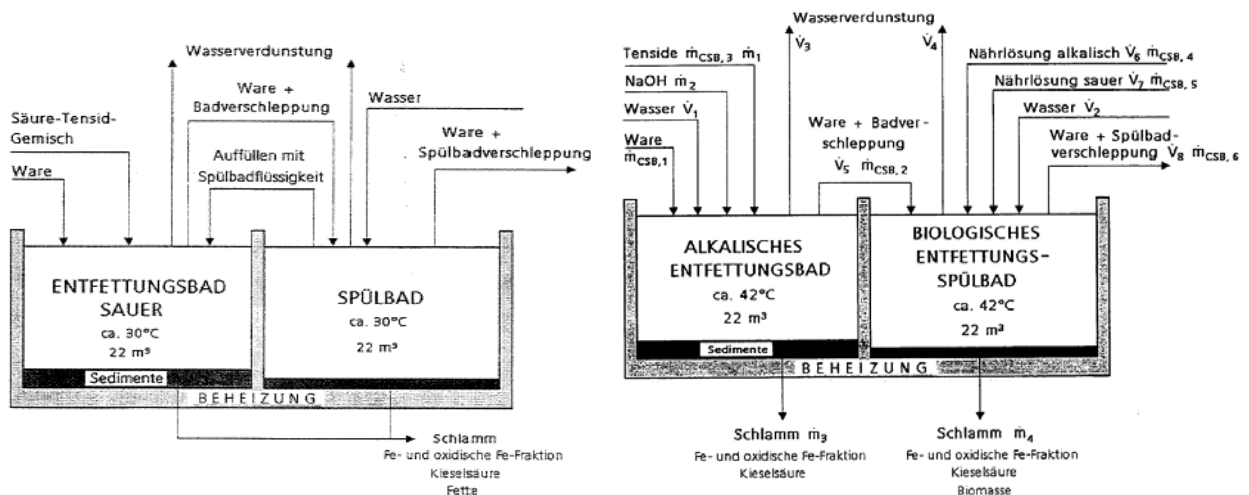 Wasserverdunstung
Ware +
Badverschleppung
Wasser
Säure-Tensid-
Gemisch
Ware +
Spülbadverschleppung
Auffüllen mit
Spülbadflüssigkeit
Ware
ENTFETTUNGSBAD
SAUER
ca. 30°C
22 m³
Sedimente
SPÜLBAD
ca. 30°C
22 m³
BEHEIZUNG
Schlamm
Fe- und oxidische Fe-Fraktion
Kieselsäure
Fette
Wasserverdunstung
V̇₃
V̇₄
Tenside ṁCSB,3 ṁ₁
NaOH ṁ₂
Wasser V̇₁
Ware
ṁCSB,1
Ware + Badver-
schleppung
V̇₅ ṁCSB,2
Nährlösung alkalisch V̇₆ ṁCSB,4
Nährlösung sauer V̇₇ ṁCSB,5
Wasser V̇₂
Ware + Spülbad-
verschleppung V̇₈ ṁCSB,6
ALKALISCHES
ENTFETTUNGSBAD
ca. 42°C
22 m³
Sedimente
BIOLOGISCHES
ENTFETTUNGS-
SPÜLBAD
ca. 42°C
22 m³
BEHEIZUNG
Schlamm ṁ₃
Fe- und oxidische Fe-Fraktion
Kieselsäure
Schlamm ṁ₄
Fe- und oxidische Fe-Fraktion
Kieselsäure
Biomasse